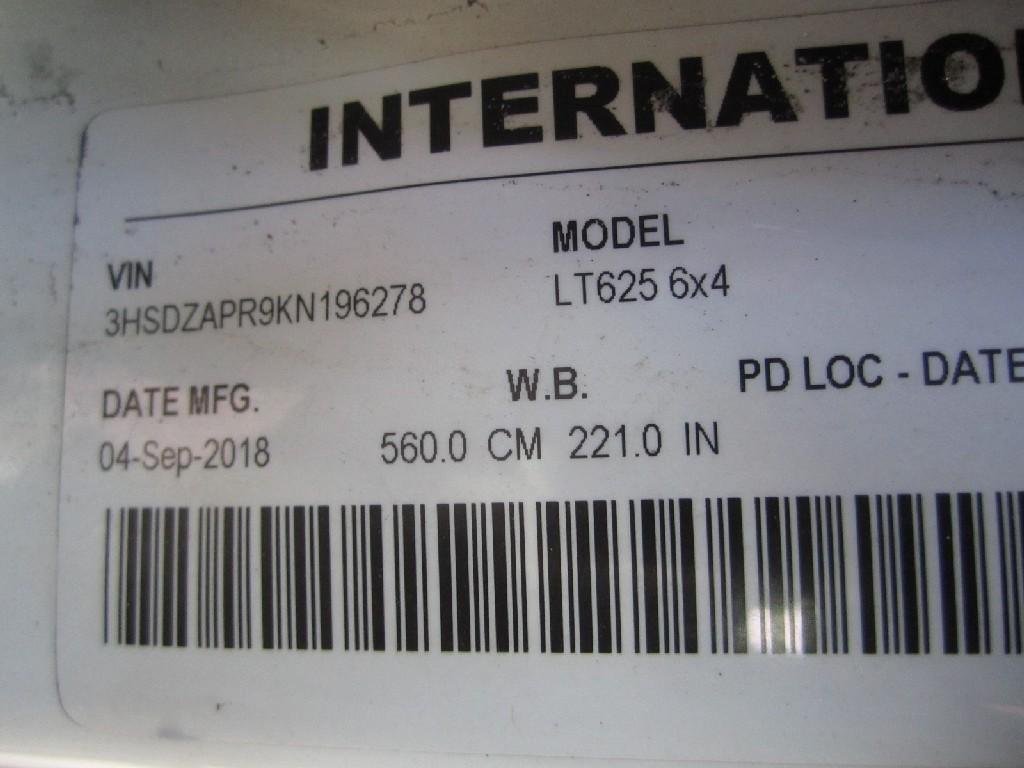 INTERNATIO
VIN
3HSDZAPR9KN196278
MODEL
LT625 6x4
DATE MFG.
04-Sep-2018
W.B.
560.0 CM 221.0 IN
PD LOC - DATE